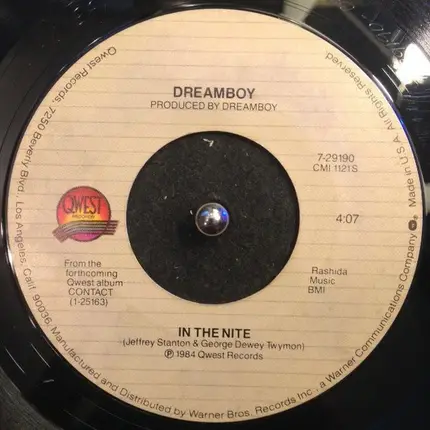 DREAMBOY
PRODUCED BY DREAMBOY
7-29190
CMI 1121S
4:07
QWEST
RECORDS
From the
forthcoming
Qwest album
CONTACT
(1-25163)
Rashida
Music
BMI
IN THE NITE
(Jeffrey Stanton & George Dewey Twymon)
Ⓟ 1984 Qwest Records
Qwest Records, 7250 Beverly Blvd., Los Angeles, Calif. 90036, Manufactured and Distributed by Warner Bros. Records Inc., a Warner Communications Company Made in U.S.A. All Rights Reserved.